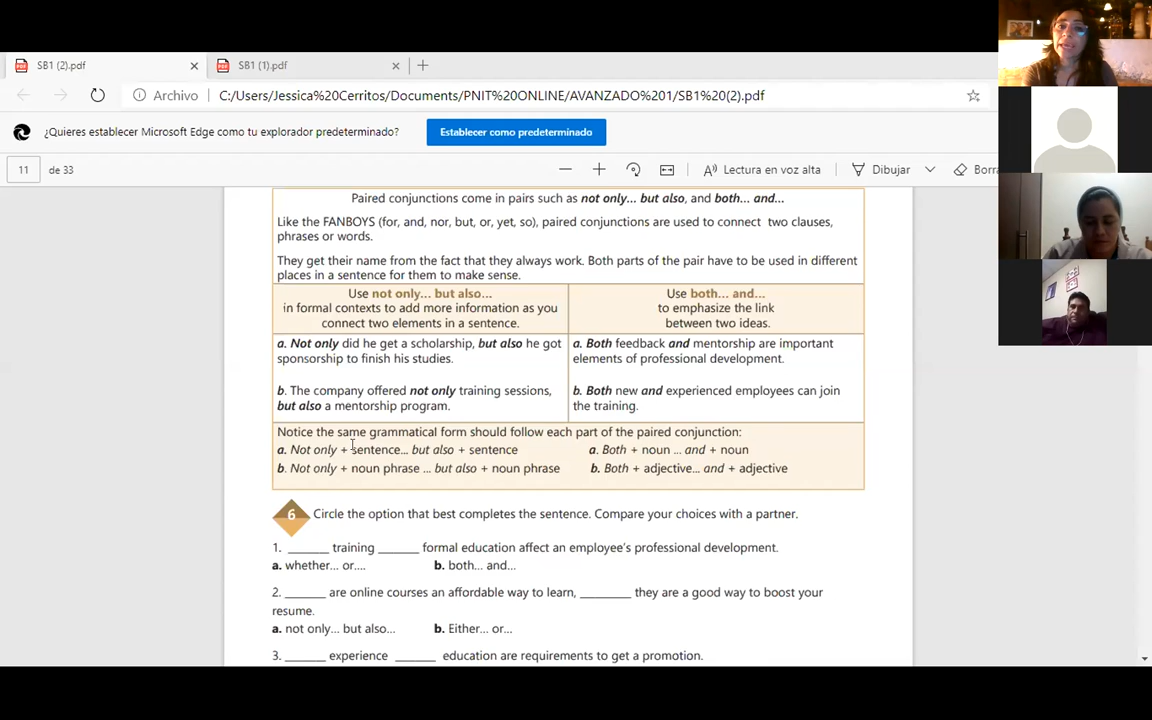 SB1 (2).pdf
SB1 (1).pdf
Archivo
C:/Users/Jessica%20Cerritos/Documents/PNIT%20ONLINE/AVANZADO%201/SB1%20(2).pdf
¿Quieres establecer Microsoft Edge como tu explorador predeterminado?
Establecer como predeterminado
11 de 33
Lectura en voz alta
Dibujar
Borra
Paired conjunctions come in pairs such as not only... but also, and both... and...
Like the FANBOYS (for, and, nor, but, or, yet, so), paired conjunctions are used to connect two clauses,
phrases or words.
They get their name from the fact that they always work. Both parts of the pair have to be used in different
places in a sentence for them to make sense.
Use not only... but also...
in formal contexts to add more information as you
connect two elements in a sentence.
Use both... and...
to emphasize the link
between two ideas.
a. Not only did he get a scholarship, but also he got
sponsorship to finish his studies.
b. The company offered not only training sessions,
but also a mentorship program.
a. Both feedback and mentorship are important
elements of professional development.
b. Both new and experienced employees can join
the training.
Notice the same grammatical form should follow each part of the paired conjunction:
a. Not only + sentence... but also + sentence
a. Both + noun ... and + noun
b. Not only + noun phrase ... but also + noun phrase
b. Both + adjective... and + adjective
6 Circle the option that best completes the sentence. Compare your choices with a partner.
1. _______ training _______ formal education affect an employee's professional development.
a. whether... or....
b. both... and...
2. _______ are online courses an affordable way to learn, _________ they are a good way to boost your
resume.
a. not only... but also...
b. Either... or...
3. _______ experience _______ education are requirements to get a promotion.